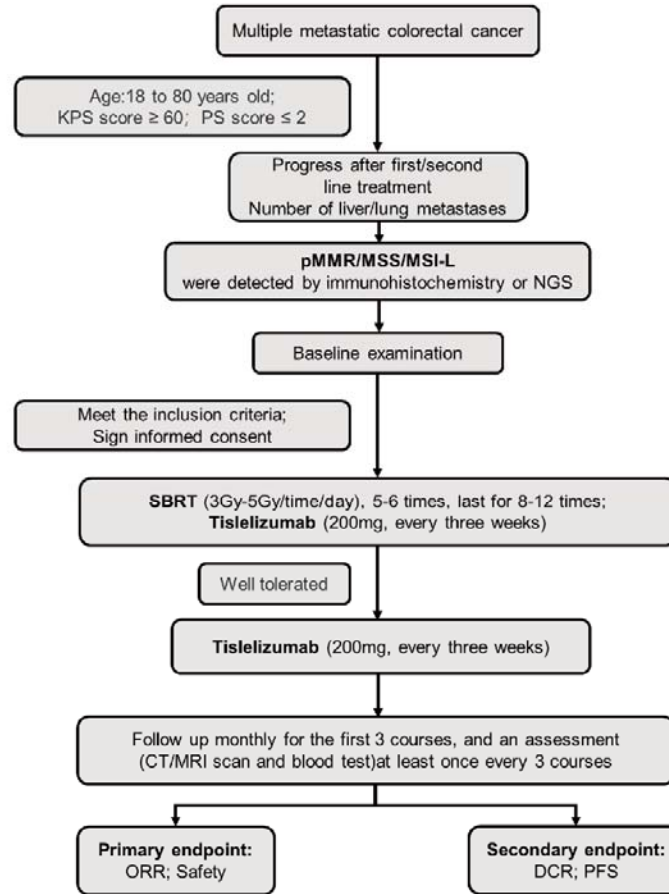 Multiple metastatic colorectal cancer
Age:18 to 80 years old;
KPS score ≥ 60; PS score ≤ 2
Progress after first/second
line treatment
Number of liver/lung metastases
pMMR/MSS/MSI-L
were detected by immunohistochemistry or NGS
Baseline examination
Meet the inclusion criteria;
Sign informed consent
SBRT (3Gy-5Gy/time/day), 5-6 times, last for 8-12 times;
Tislelizumab (200mg, every three weeks)
Well tolerated
Tislelizumab (200mg, every three weeks)
Follow up monthly for the first 3 courses, and an assessment
(CT/MRI scan and blood test)at least once every 3 courses
Primary endpoint:
ORR; Safety
Secondary endpoint:
DCR; PFS